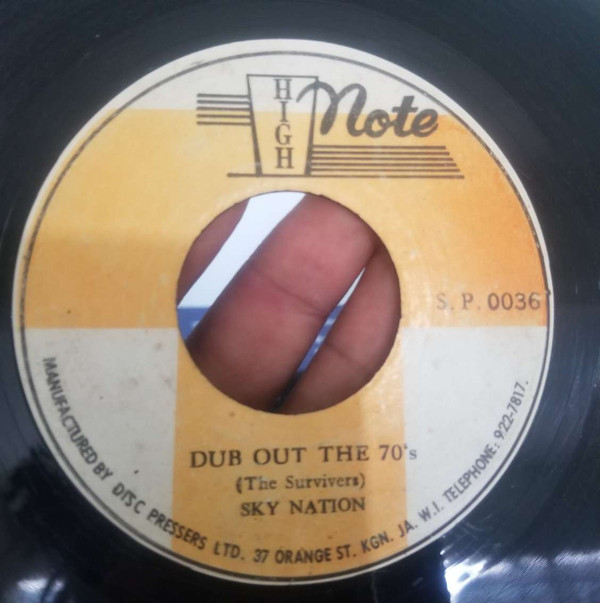 HIGH Note
S. P. 0036
DUB OUT THE 70's
(The Survivers)
SKY NATION
MANUFACTURED BY DISC PRESSERS LTD. 37 ORANGE ST. KGN. JA. W.I. TELEPHONE: 922-7817.